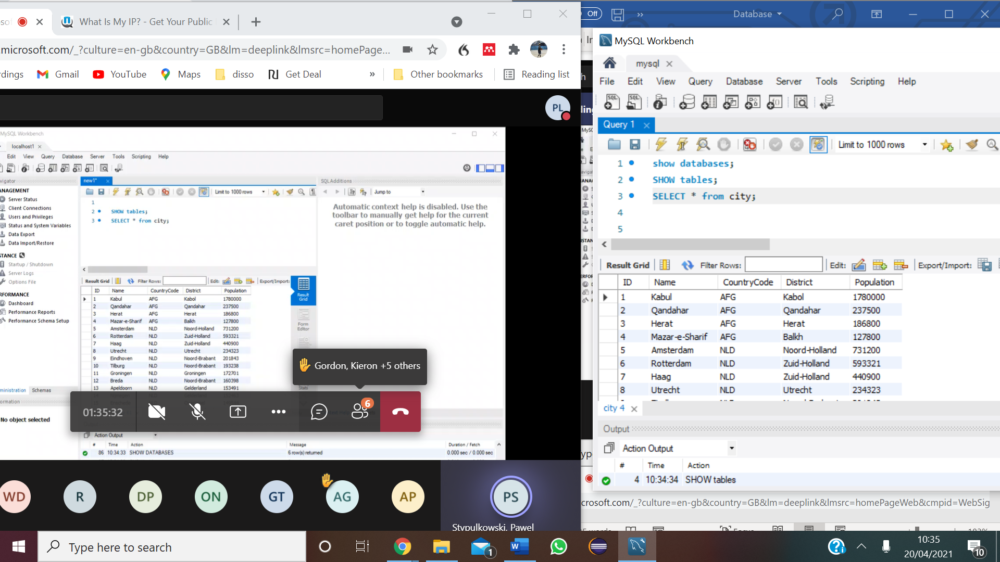 What Is My IP? - Get Your Public
.microsoft.com/_?culture=en-gb&country=GB&lm=deeplink&lmsrc=homePage...
dings
Gmail
YouTube
Maps
disso
Get Deal
»
Other bookmarks
Reading list
PL
MySQL Workbench
localhost1
Edit View Query Database Server Tools Scripting Help
new1*
SQLAdditions
Limit to 1000 rows
Jump to
1
2 SHOW tables;
3 SELECT * from city;
Automatic context help is disabled. Use the
toolbar to manually get help for the current
caret position or to toggle automatic help.
Server Status
Client Connections
Users and Privileges
Status and System Variables
Data Export
Data Import/Restore
Startup / Shutdown
Server Logs
Options File
Dashboard
Performance Reports
Performance Schema Setup
Schemas
No object selected
Result Grid Filter Rows: Edit: Export/Import:
Result
Grid
Form
Editor
ID Name CountryCode District Population
1 Kabul AFG Kabol 1780000
2 Qandahar AFG Qandahar 237500
3 Herat AFG Herat 186800
4 Mazar-e-Sharif AFG Balkh 127800
5 Amsterdam NLD Noord-Holland 731200
6 Rotterdam NLD Zuid-Holland 593321
7 Haag NLD Zuid-Holland 440900
8 Utrecht NLD Utrecht 234323
9 Eindhoven NLD Noord-Brabant 201843
10 Tilburg NLD Noord-Brabant 193238
11 Groningen NLD Groningen 172701
12 Breda NLD Noord-Brabant 160398
13 Apeldoorn NLD Gelderland 153491
Gordon, Kieron +5 others
01:35:32
6
Action Output
# Time Action Message Duration / Fetch
86 10:34:33 SHOW DATABASES 6 row(s) returned 0.000 sec / 0.000 sec
WD
R
DP
ON
GT
AG
AP
PS
Stypulkowski, Pawel
Off
Database
MySQL Workbench
mysql
File Edit View Query Database Server Tools Scripting Help
Query 1
Limit to 1000 rows
1 show databases;
2 SHOW tables;
3 SELECT * from city;
4
5
Result Grid Filter Rows: Edit: Export/Import:
ID Name CountryCode District Population
1 Kabul AFG Kabol 1780000
2 Qandahar AFG Qandahar 237500
3 Herat AFG Herat 186800
4 Mazar-e-Sharif AFG Balkh 127800
5 Amsterdam NLD Noord-Holland 731200
6 Rotterdam NLD Zuid-Holland 593321
7 Haag NLD Zuid-Holland 440900
8 Utrecht NLD Utrecht 234323
city 4
Output
Action Output
# Time Action
4 10:34:34 SHOW tables
crosoft.com/_?culture=en-gb&country=GB&lm=deeplink&lmsrc=homePageWeb&cmpid=WebSig
Type here to search
1
10:35
20/04/2021
10